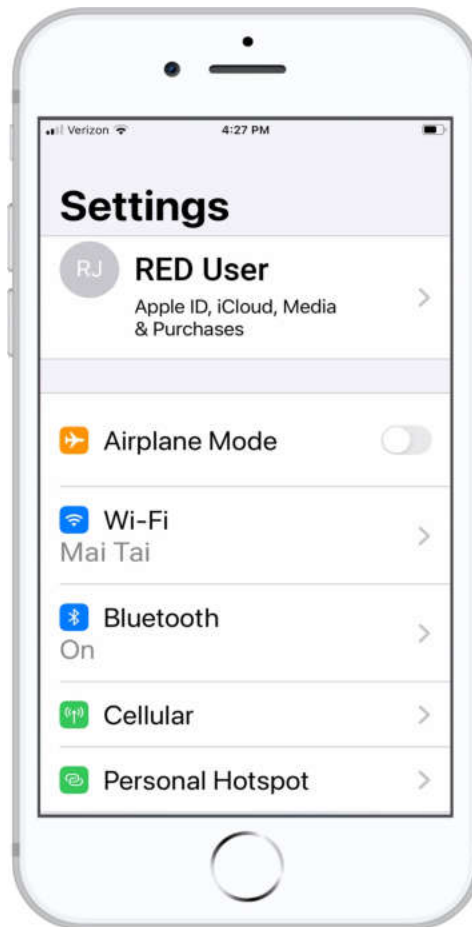 Verizon 4:27 PM
Settings
RJ RED User
Apple ID, iCloud, Media
& Purchases
Airplane Mode
Wi-Fi
Mai Tai
Bluetooth
On
Cellular
Personal Hotspot